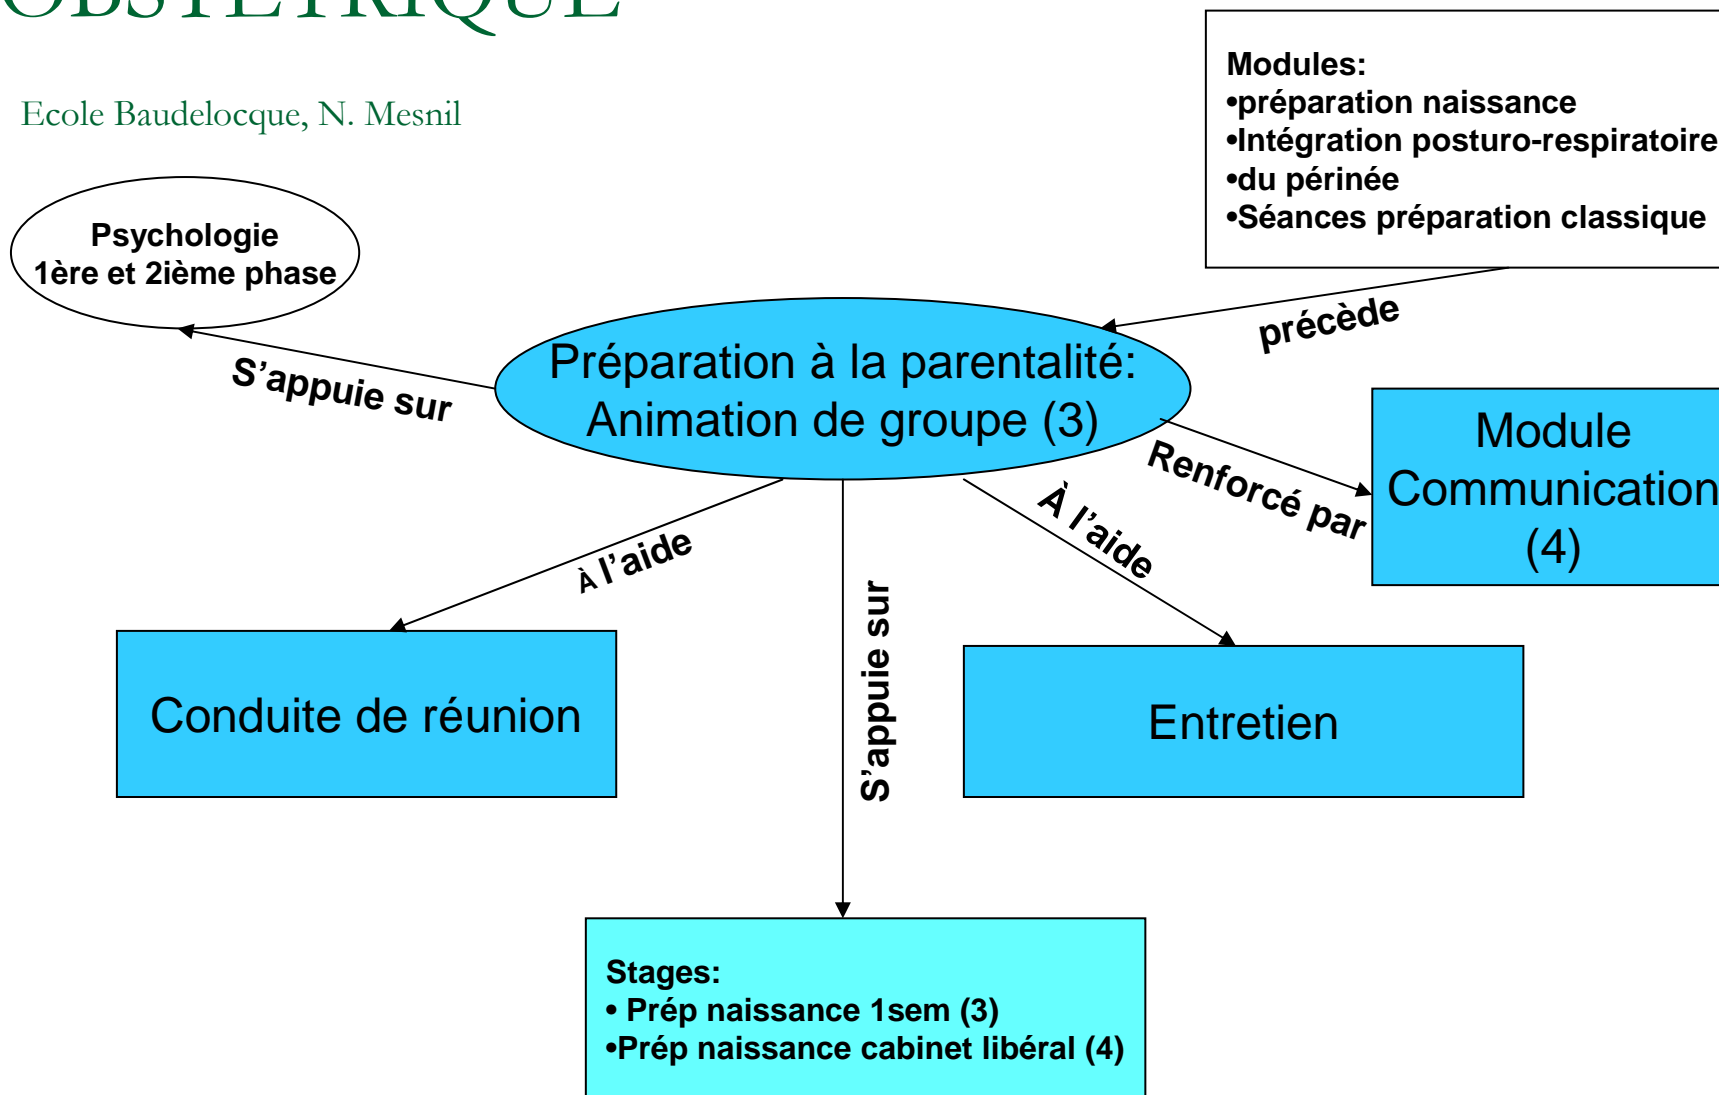 OBSTETRIQUE
Ecole Baudelocque, N. Mesnil
Modules:
•préparation naissance
•Intégration posturo-respiratoire
•du périnée
•Séances préparation classique
Psychologie
1ère et 2ième phase
précède
S'appuie sur
Préparation à la parentalité:
Animation de groupe (3)
Renforcé par
Module
Communication
(4)
À l'aide
À l'aide
S'appuie sur
Conduite de réunion
Entretien
Stages:
• Prép naissance 1sem (3)
•Prép naissance cabinet libéral (4)